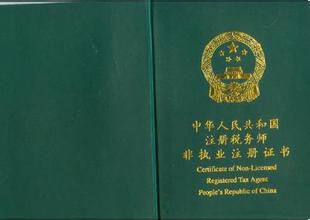 中华人民共和国
注册税务师
非执业注册证书
Certificate of Non-Licensed
Registered Tax Agent
People's Republic of China